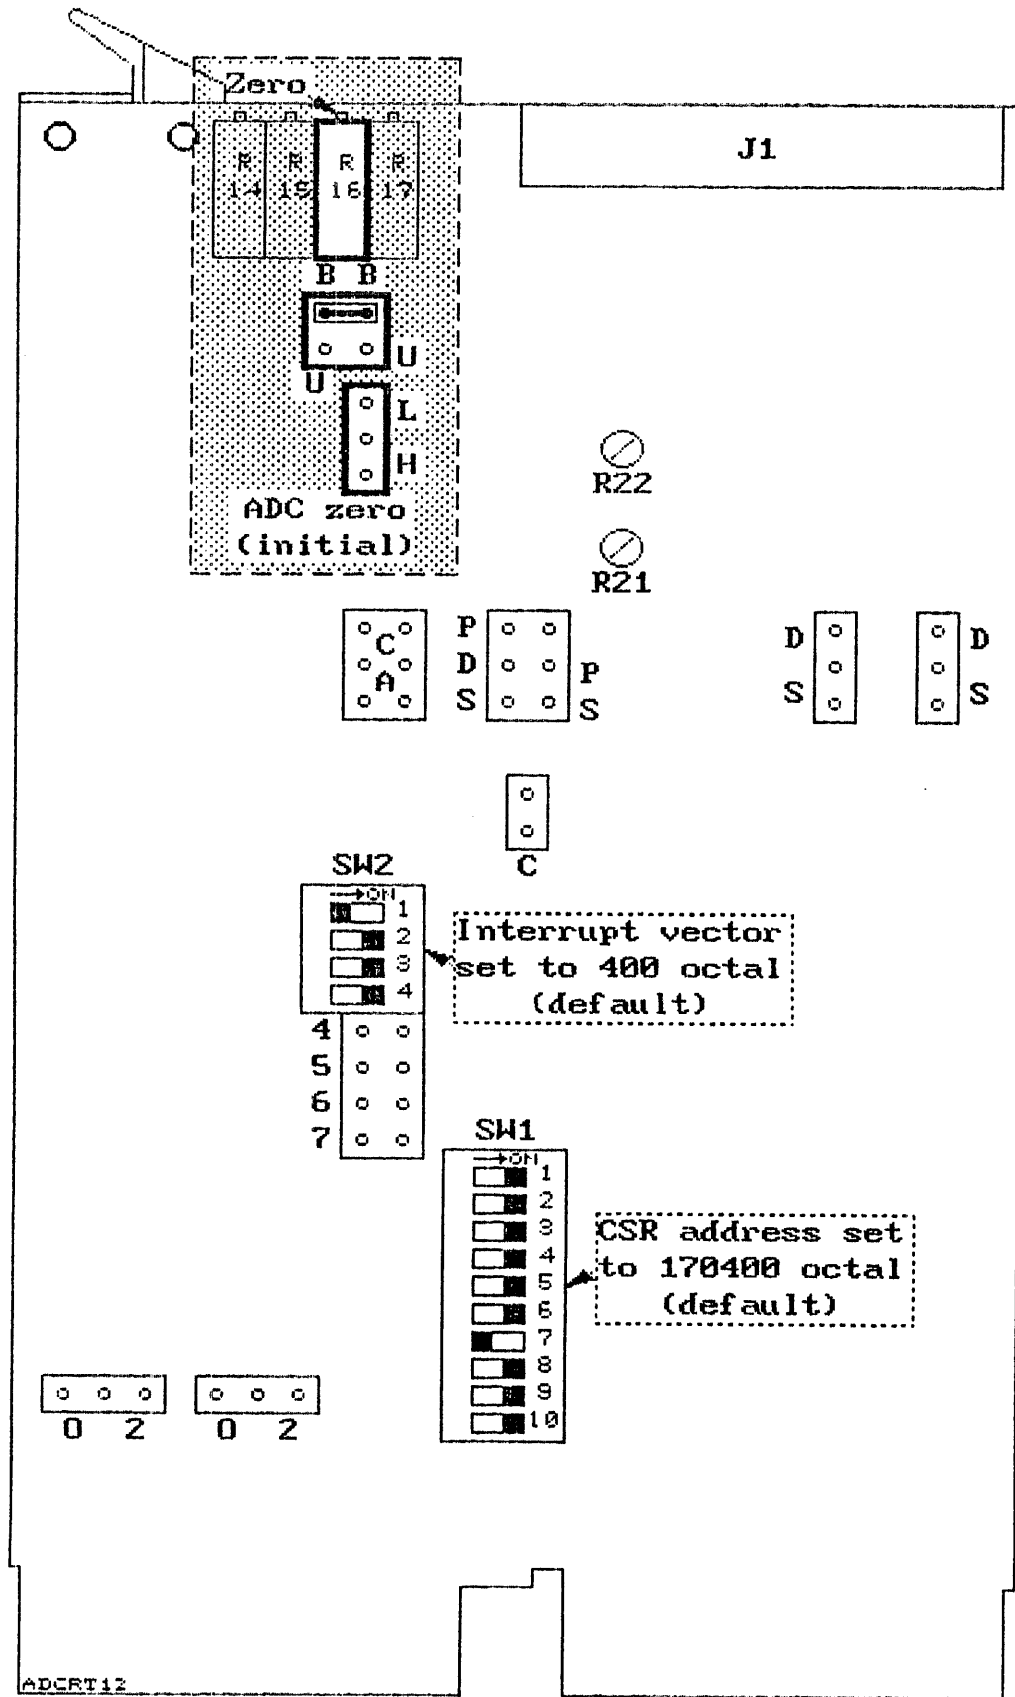 Zero
J1
R R R R
14 15 16 17
B B
U
U
L
H
ADC zero
(initial)
R22
R21
C
A
P
D
S
P
S
D
S
D
S
C
SW2
ON
1
2
3
4
Interrupt vector
set to 400 octal
(default)
4
5
6
7
SW1
ON
1
2
3
4
5
6
7
8
9
10
CSR address set
to 170400 octal
(default)
0 2 0 2
ADCRT12